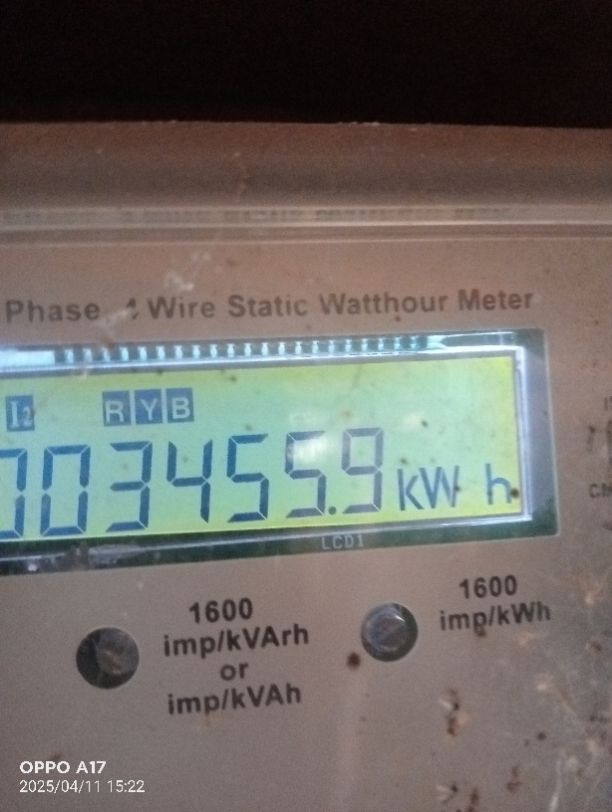 Phase 4 Wire Static Watthour Meter
I2 R Y B
003455.9 kWh
LCD1
1600
imp/kVArh
or
imp/kVAh
1600
imp/kWh
OPPO A17
2025/04/11 15:22